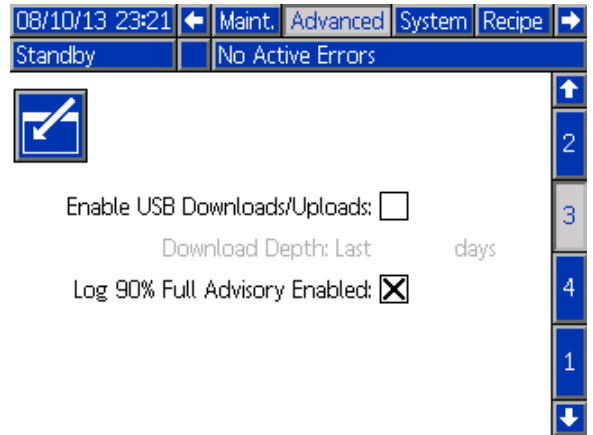 08/10/13 23:21 Maint. Advanced System Recipe
Standby No Active Errors
2
Enable USB Downloads/Uploads:
3
Download Depth: Last days
Log 90% Full Advisory Enabled:
4
1